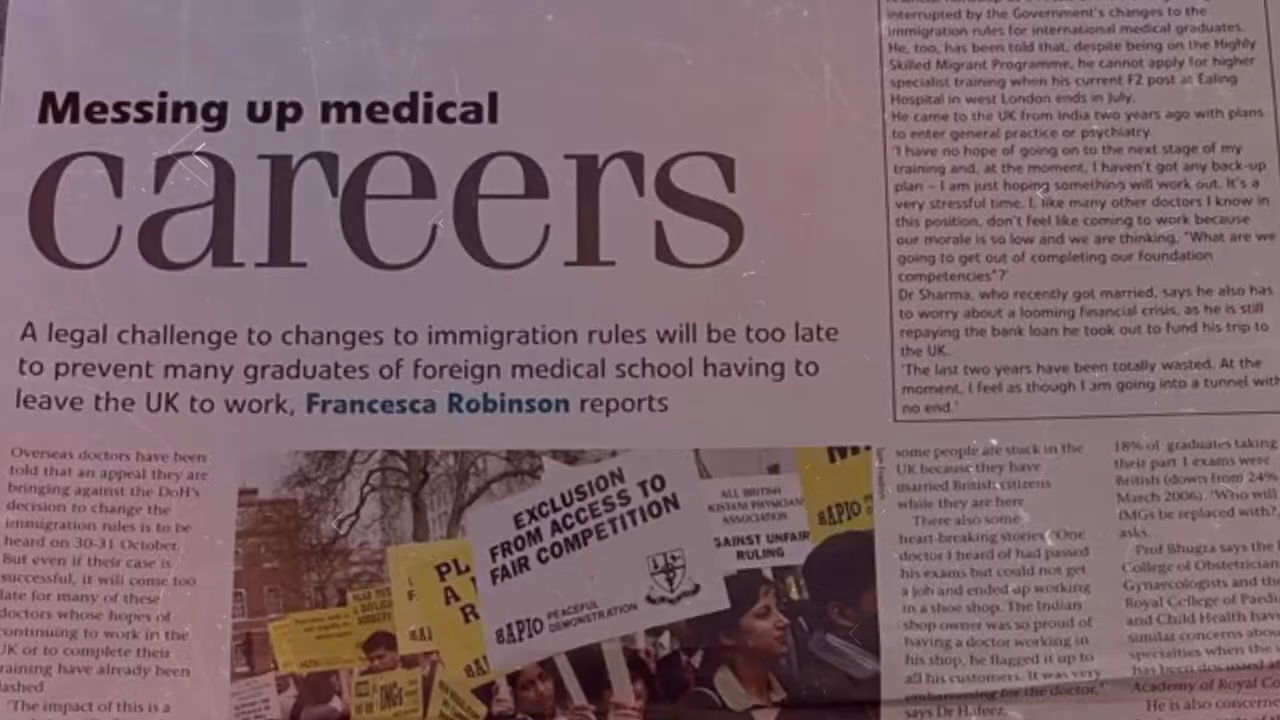 Messing up medical
careers
A legal challenge to changes to immigration rules will be too late
to prevent many graduates of foreign medical school having to
leave the UK to work, Francesca Robinson reports
Overseas doctors have been
told that an appeal they are
bringing against the DoH's
decision to change the
immigration rules is to be
heard on 30-31 October.
But even if their case is
successful, it will come too
late for many of these
doctors whose hopes of
continuing to work in the
UK or to complete their
training have already been
dashed
'The impact of this is a
EXCLUSION
FROM ACCESS TO
FAIR COMPETITION
BAPIO PEACEFUL
DEMONSTRATION
PL
A
R
ALL BRITISH
PHYSICIANS
ASSOCIATION
GAINST UNFAIR
RULING
BAPIO
IMGs
interrupted by the Government's changes to the
immigration rules for international medical graduates.
He, too, has been told that, despite being on the Highly
Skilled Migrant Programme, he cannot apply for higher
specialist training when his current F2 post at Ealing
Hospital in west London ends in July.
He came to the UK from India two years ago with plans
to enter general practice or psychiatry.
'I have no hope of going on to the next stage of my
training and, at the moment, I haven't got any back-up
plan – I am just hoping something will work out. It's a
very stressful time. I, like many other doctors I know in
this position, don't feel like coming to work because
our morale is so low and we are thinking, "What are we
going to get out of completing our foundation
competencies"?'
Dr Sharma, who recently got married, says he also has
to worry about a looming financial crisis, as he is still
repaying the bank loan he took out to fund his trip to
the UK.
'The last two years have been totally wasted. At the
moment, I feel as though I am going into a tunnel with
no end.'
some people are stuck in the
UK because they have
married British citizens
while they are here
There also some
heart-breaking stories. 'One
doctor I heard of had passed
his exams but could not get
a job and ended up working
in a shoe shop. The Indian
shop owner was so proud of
having a doctor working in
his shop, he flagged it up to
all his customers. It was very
embarrassing for the doctor,'
says Dr Hafeez.
18% of graduates taking
their part 1 exams were
British (down from 24%
March 2006). 'Who will
IMGs be replaced with?
asks.
Prof Bhugra says the
College of Obstetrician
Gynaecologists and the
Royal College of Paedi
and Child Health have
similar concerns abou
specialties when the
has been discussed a
Academy of Royal Co
He is also concerne